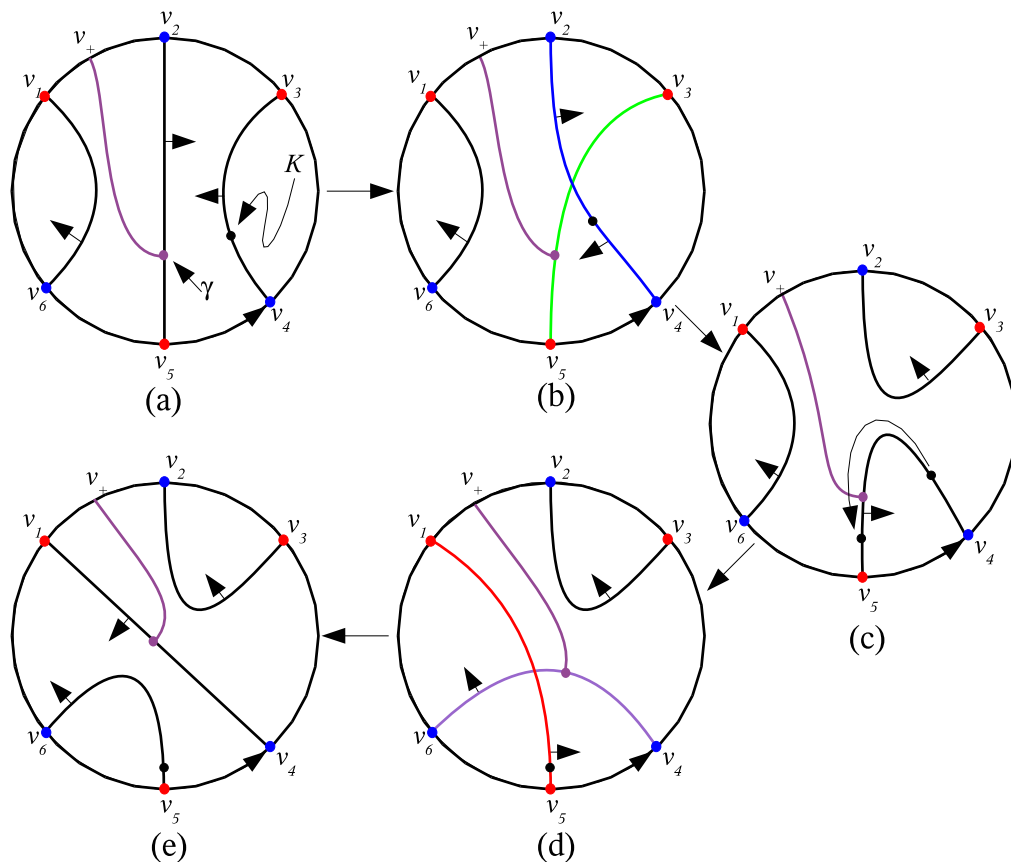 v₂
v₊
v₁
v₃
K
γ
v₆
v₄
v₅
(a)
v₂
v₊
v₁
v₃
v₆
v₄
v₅
(b)
v₂
v₊
v₁
v₃
v₆
v₄
v₅
(c)
v₂
v₊
v₁
v₃
v₆
v₄
v₅
(e)
v₂
v₊
v₁
v₃
v₆
v₄
v₅
(d)